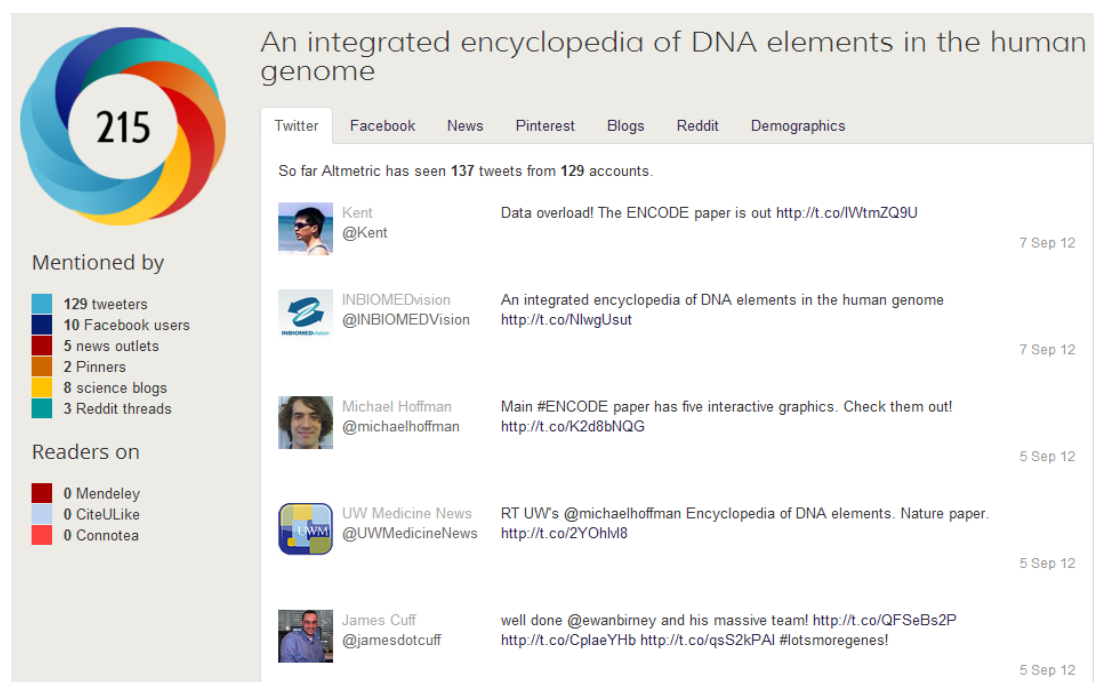 An integrated encyclopedia of DNA elements in the human
genome
215
Twitter Facebook News Pinterest Blogs Reddit Demographics
So far Altmetric has seen 137 tweets from 129 accounts.
Mentioned by
129 tweeters
10 Facebook users
5 news outlets
2 Pinners
8 science blogs
3 Reddit threads
Readers on
0 Mendeley
0 CiteULike
0 Connotea
Kent
@Kent
Data overload! The ENCODE paper is out http://t.co/lWtmZQ9U
7 Sep 12
INBIOMEDvision
INBIOMEDvision
@INBIOMEDVision
An integrated encyclopedia of DNA elements in the human genome
http://t.co/NlwgUsut
7 Sep 12
Michael Hoffman
@michaelhoffman
Main #ENCODE paper has five interactive graphics. Check them out!
http://t.co/K2d8bNQG
5 Sep 12
UWM
UW Medicine News
@UWMedicineNews
RT UW's @michaelhoffman Encyclopedia of DNA elements. Nature paper.
http://t.co/2YOhlvl8
5 Sep 12
James Cuff
@jamesdotcuff
well done @ewanbirney and his massive team! http://t.co/QFSeBs2P
http://t.co/CplaeYHb http://t.co/qsS2kPAl #lotsmoregenes!
5 Sep 12